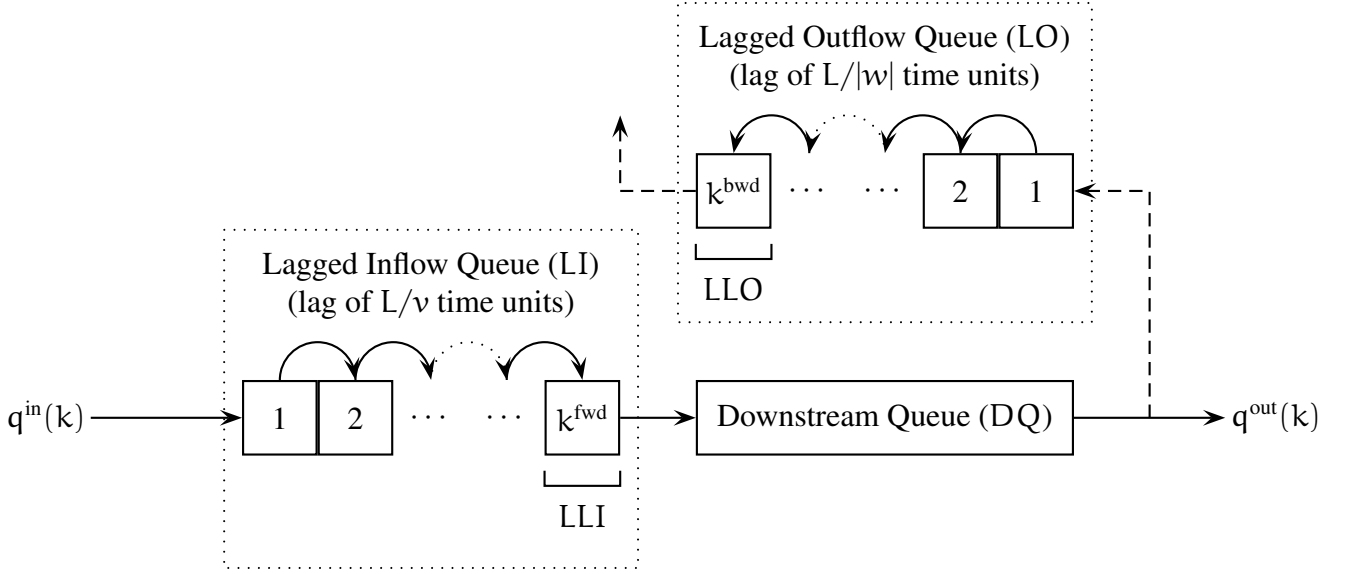 Lagged Outflow Queue (LO)
(lag of L/|w| time units)
k^bwd ··· ··· 2 1
LLO
Lagged Inflow Queue (LI)
(lag of L/v time units)
q^in(k) 1 2 ··· ··· k^fwd Downstream Queue (DQ) q^out(k)
LLI